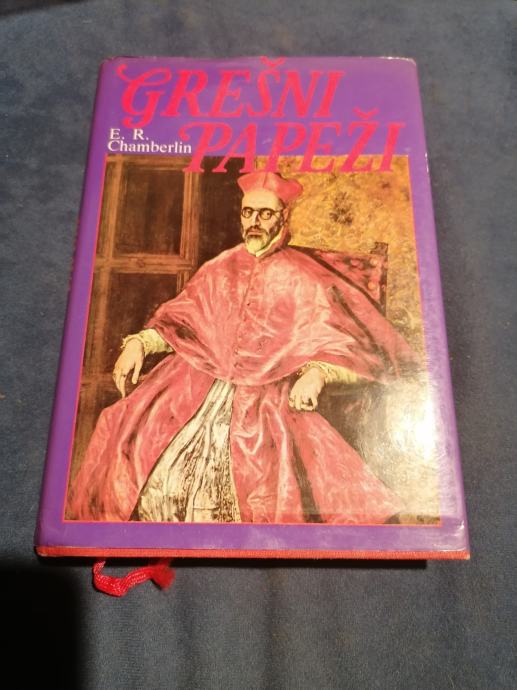 GREŠNI
E. R.
Chamberlin
PAPEŽI